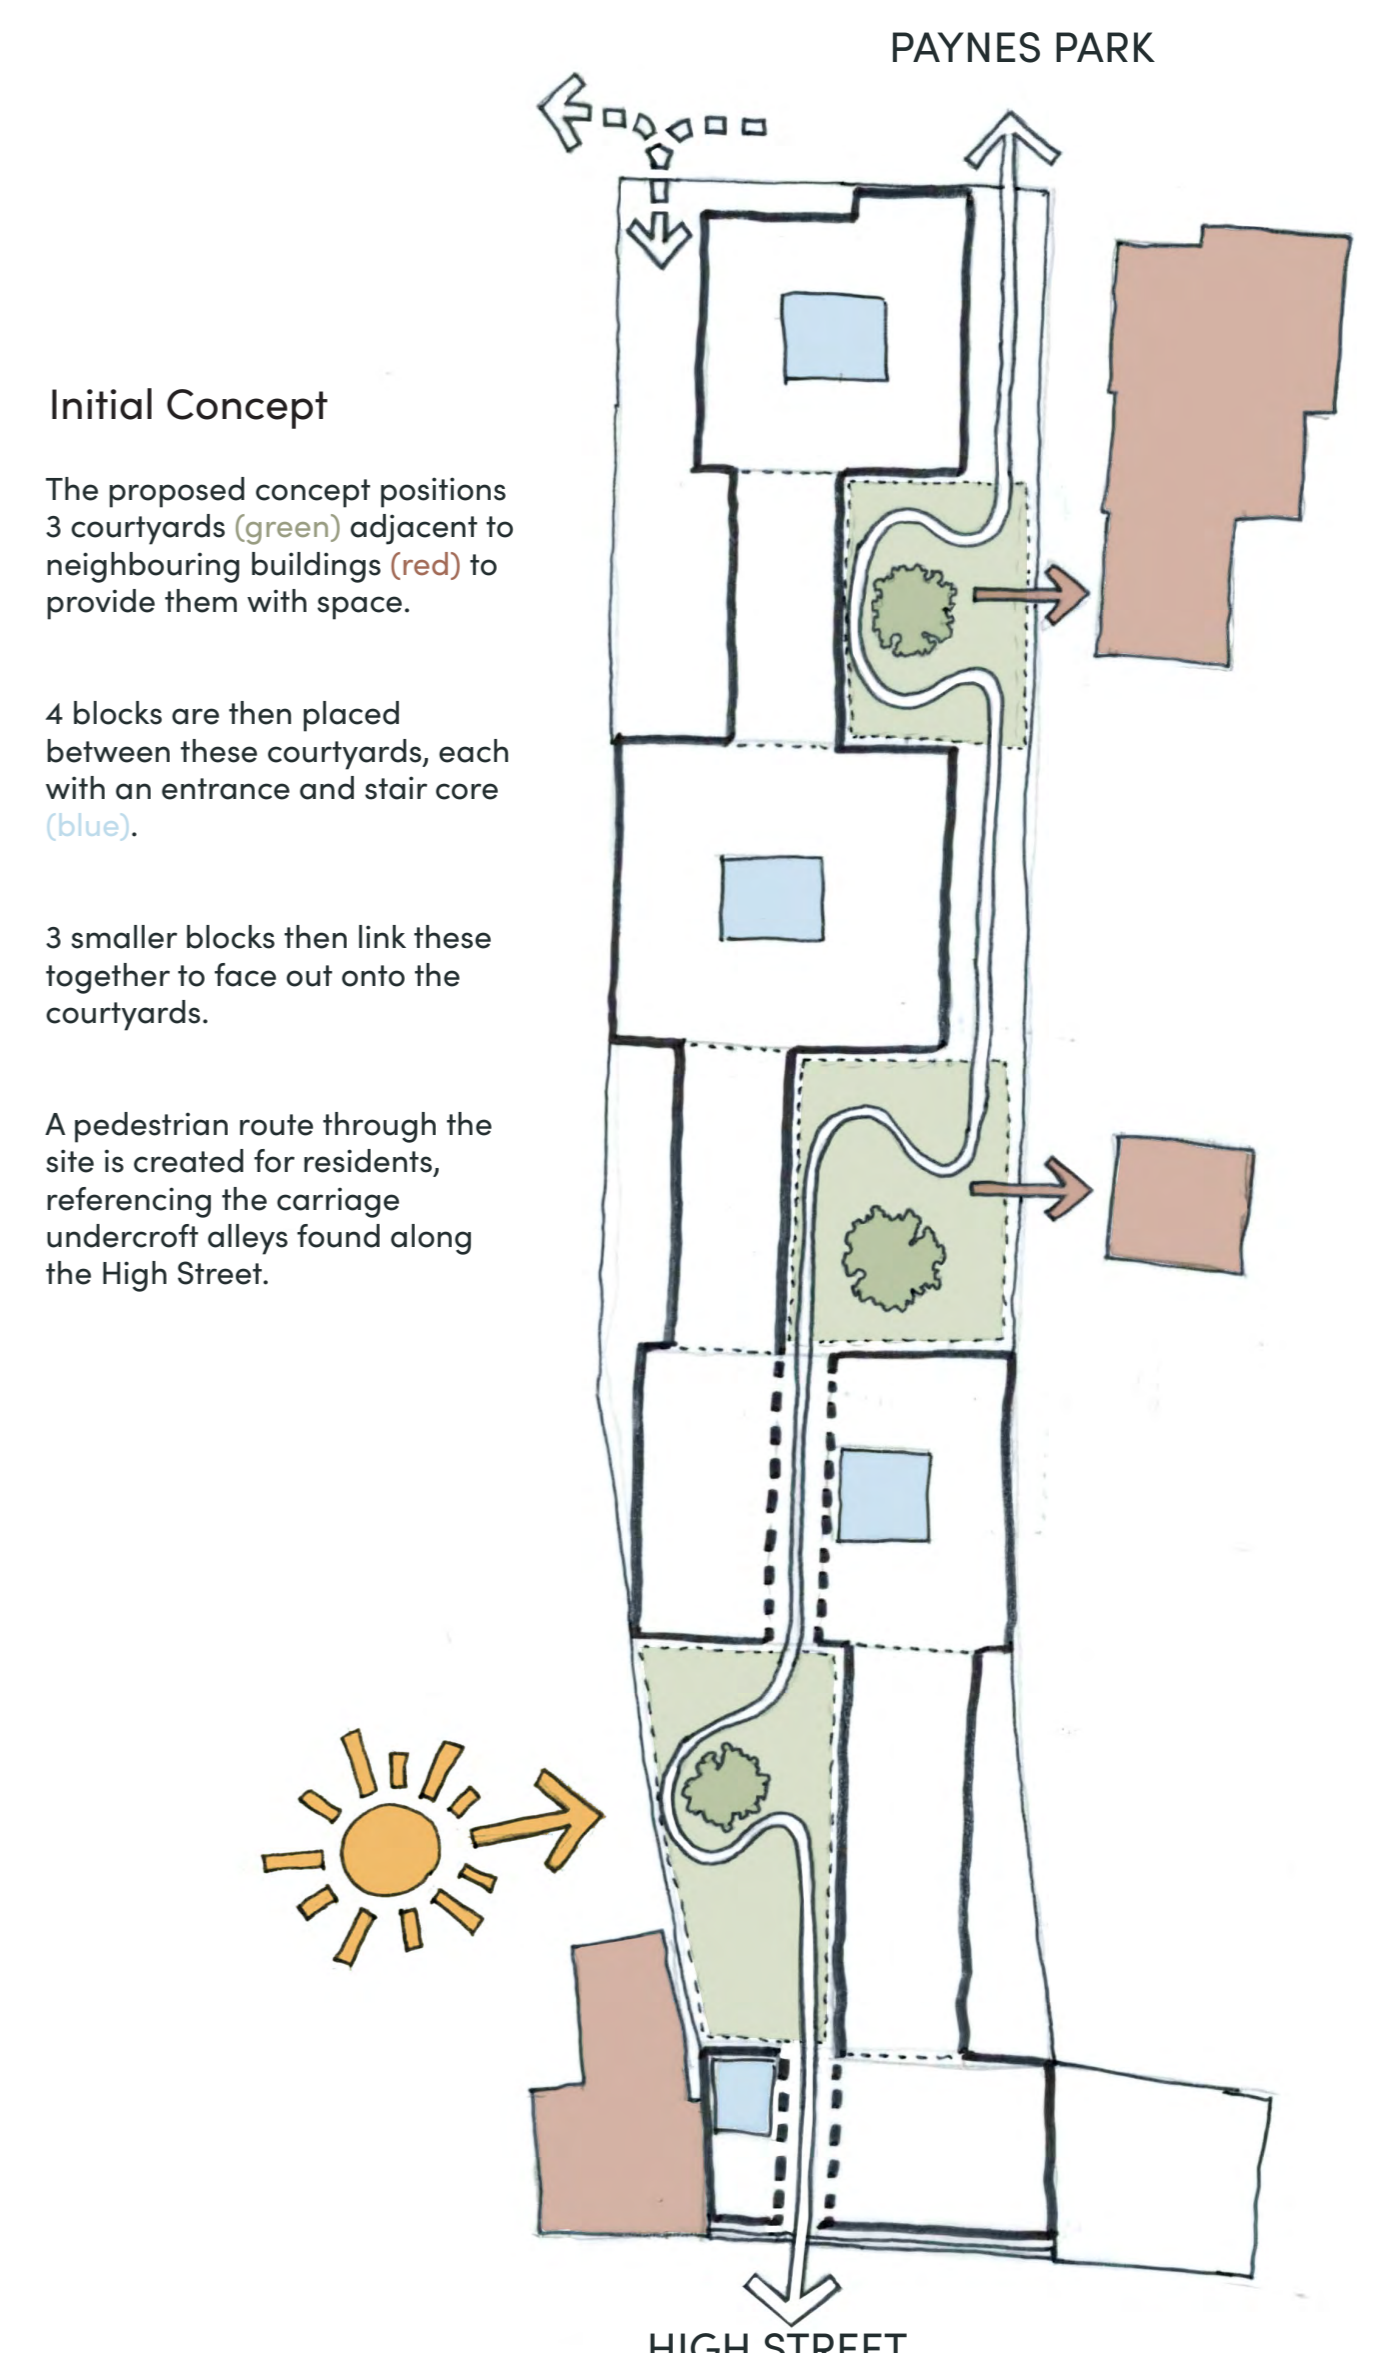 PAYNES PARK
Initial Concept
The proposed concept positions
3 courtyards (green) adjacent to
neighbouring buildings (red) to
provide them with space.
4 blocks are then placed
between these courtyards, each
with an entrance and stair core
(blue).
3 smaller blocks then link these
together to face out onto the
courtyards.
A pedestrian route through the
site is created for residents,
referencing the carriage
undercroft alleys found along
the High Street.
HIGH STREET